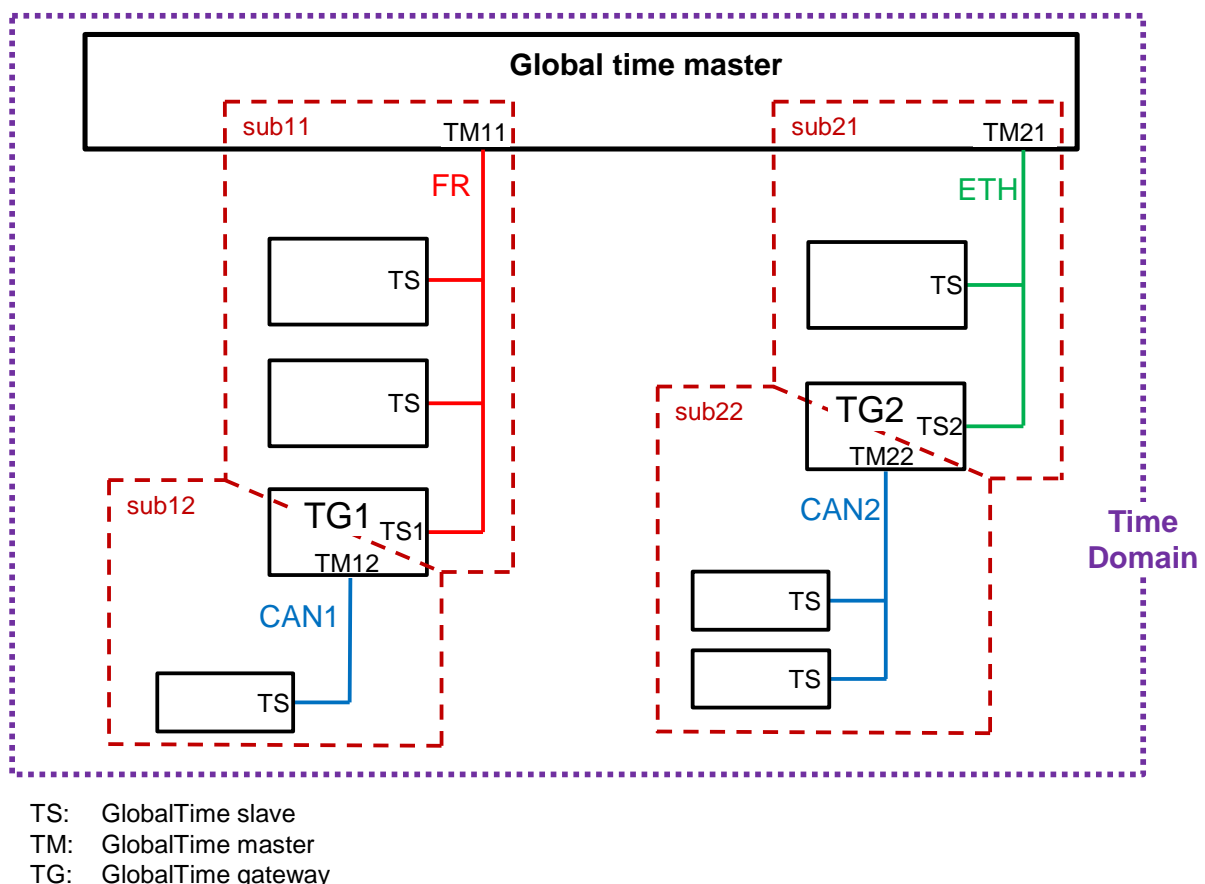 Global time master
sub11
TM11
sub21
TM21
FR
ETH
TS
TS
TS
sub22
TG2
TS2
TM22
sub12
TG1
TS1
TM12
CAN2
Time
Domain
CAN1
TS
TS
TS
TS: GlobalTime slave
TM: GlobalTime master
TG: GlobalTime gateway